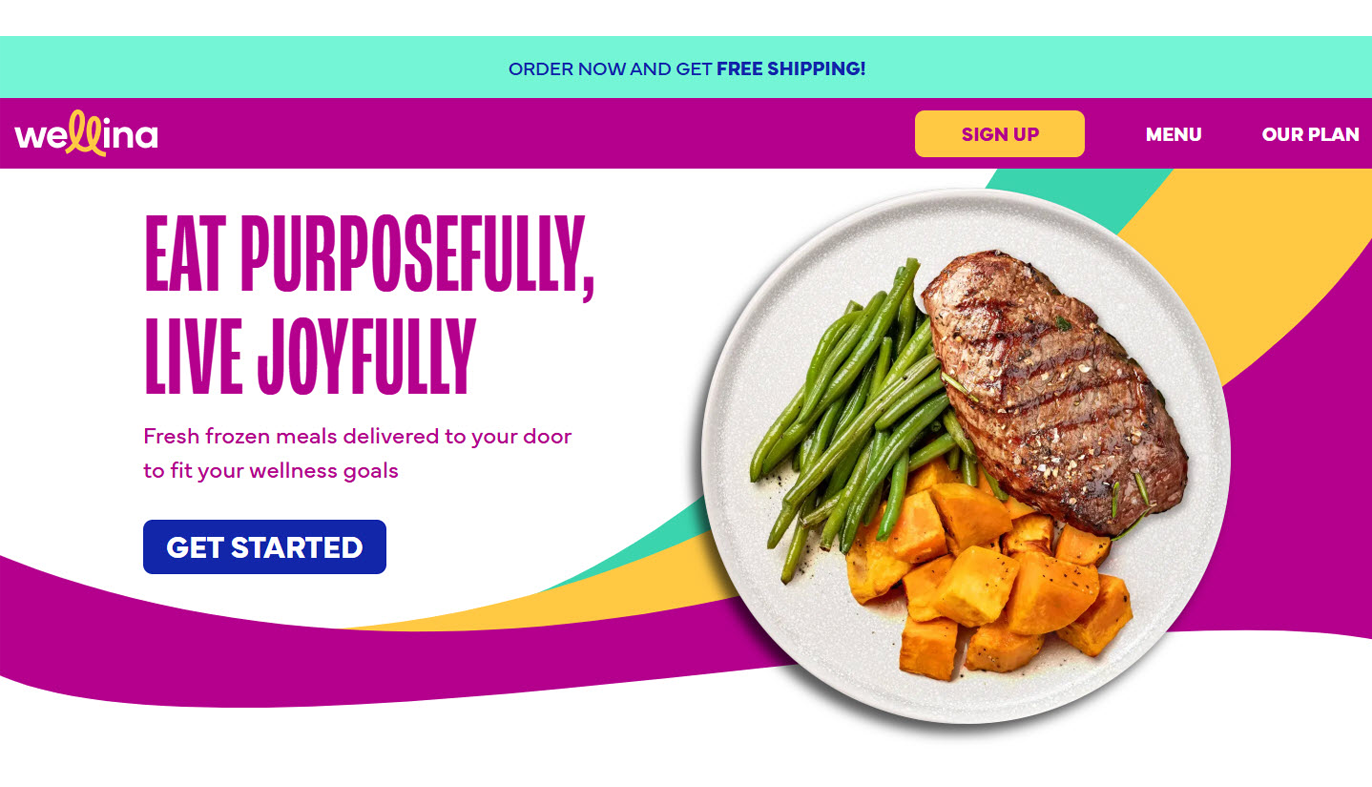 ORDER NOW AND GET FREE SHIPPING!
wellina
SIGN UP
MENU
OUR PLAN
EAT PURPOSEFULLY,
LIVE JOYFULLY
Fresh frozen meals delivered to your door
to fit your wellness goals
GET STARTED